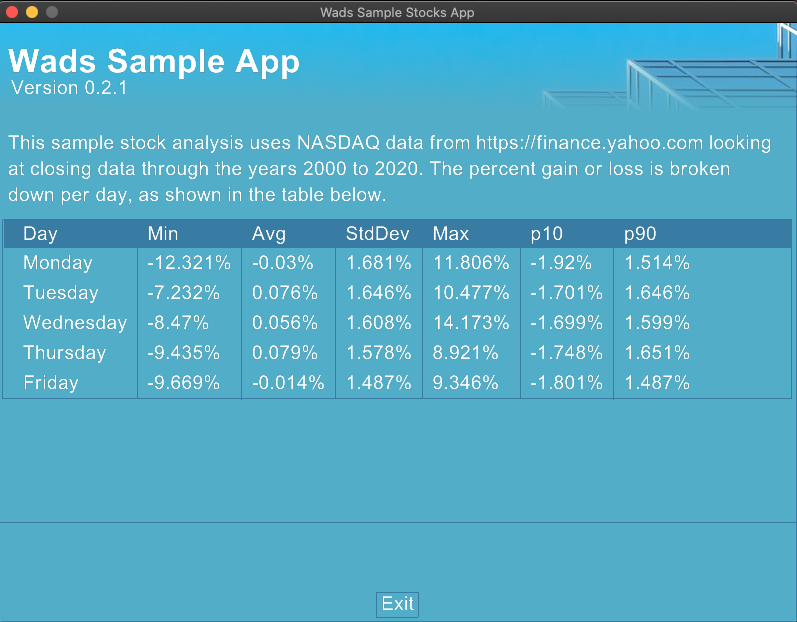 Wads Sample Stocks App
Wads Sample App
Version 0.2.1
This sample stock analysis uses NASDAQ data from https://finance.yahoo.com looking
at closing data through the years 2000 to 2020. The percent gain or loss is broken
down per day, as shown in the table below.
Day Min Avg StdDev Max p10 p90
Monday -12.321% -0.03% 1.681% 11.806% -1.92% 1.514%
Tuesday -7.232% 0.076% 1.646% 10.477% -1.701% 1.646%
Wednesday -8.47% 0.056% 1.608% 14.173% -1.699% 1.599%
Thursday -9.435% 0.079% 1.578% 8.921% -1.748% 1.651%
Friday -9.669% -0.014% 1.487% 9.346% -1.801% 1.487%
Exit